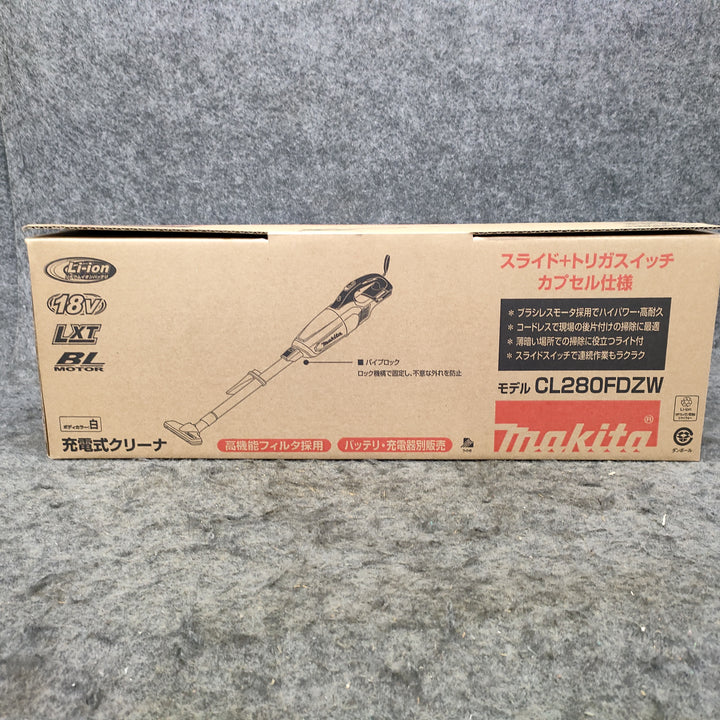 Li-ion
18V
LXT
BL
MOTOR
ボディカラー 白
充電式クリーナ
■ パイプロック
ロック機構で固定し、不意な外れを防止
高機能フィルタ採用
バッテリ・充電器別販売
スライド+トリガスイッチ
カプセル仕様
* ブラシレスモータ採用でハイパワー・高耐久
* コードレスで現場の後片付けの掃除に最適
* 薄暗い場所での掃除に役立つライト付
* スライドスイッチで連続作業もラクラク
モデル CL280FDZW
makita®
Li-ion
ダンボール